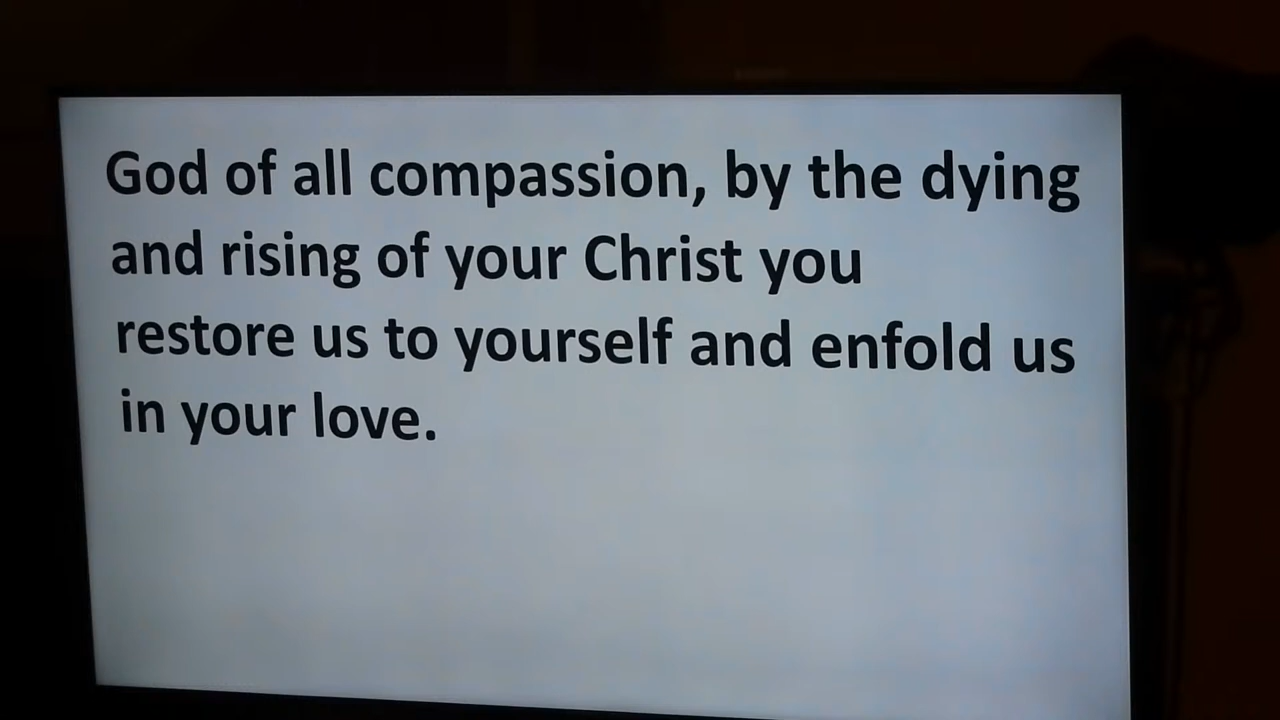 God of all compassion, by the dying
and rising of your Christ you
restore us to yourself and enfold us
in your love.